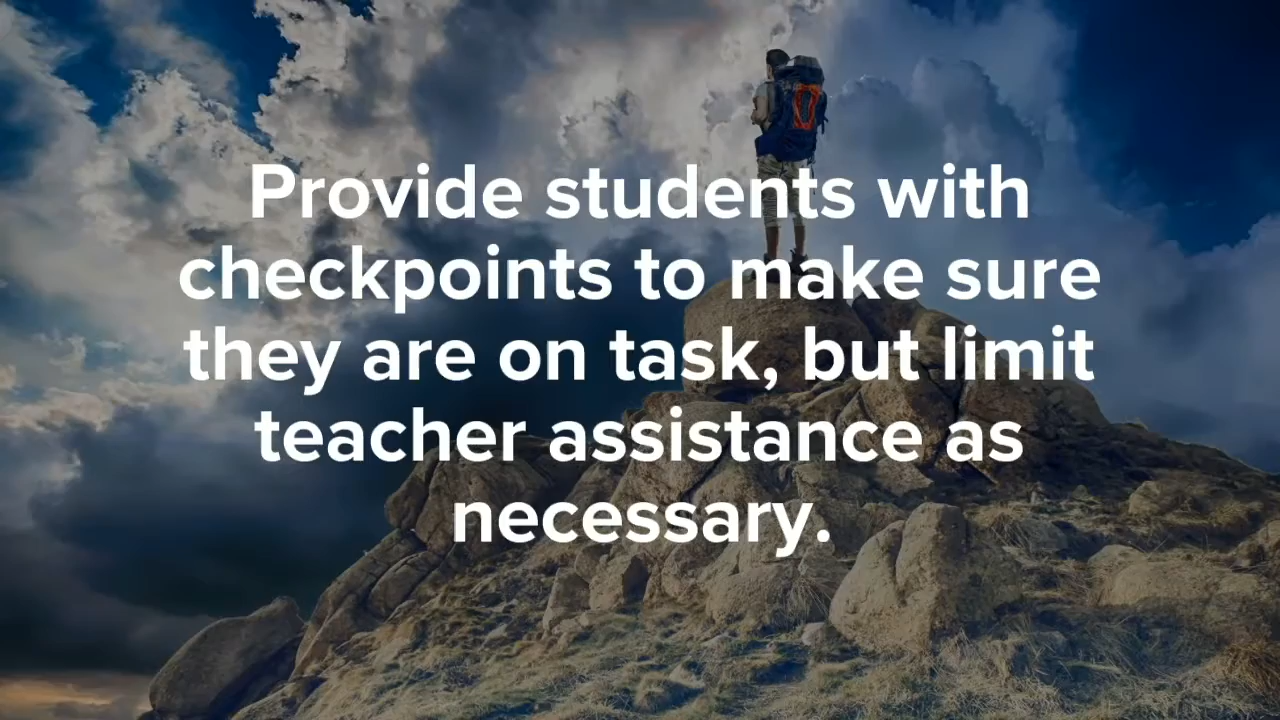 Provide students with
checkpoints to make sure
they are on task, but limit
teacher assistance as
necessary.